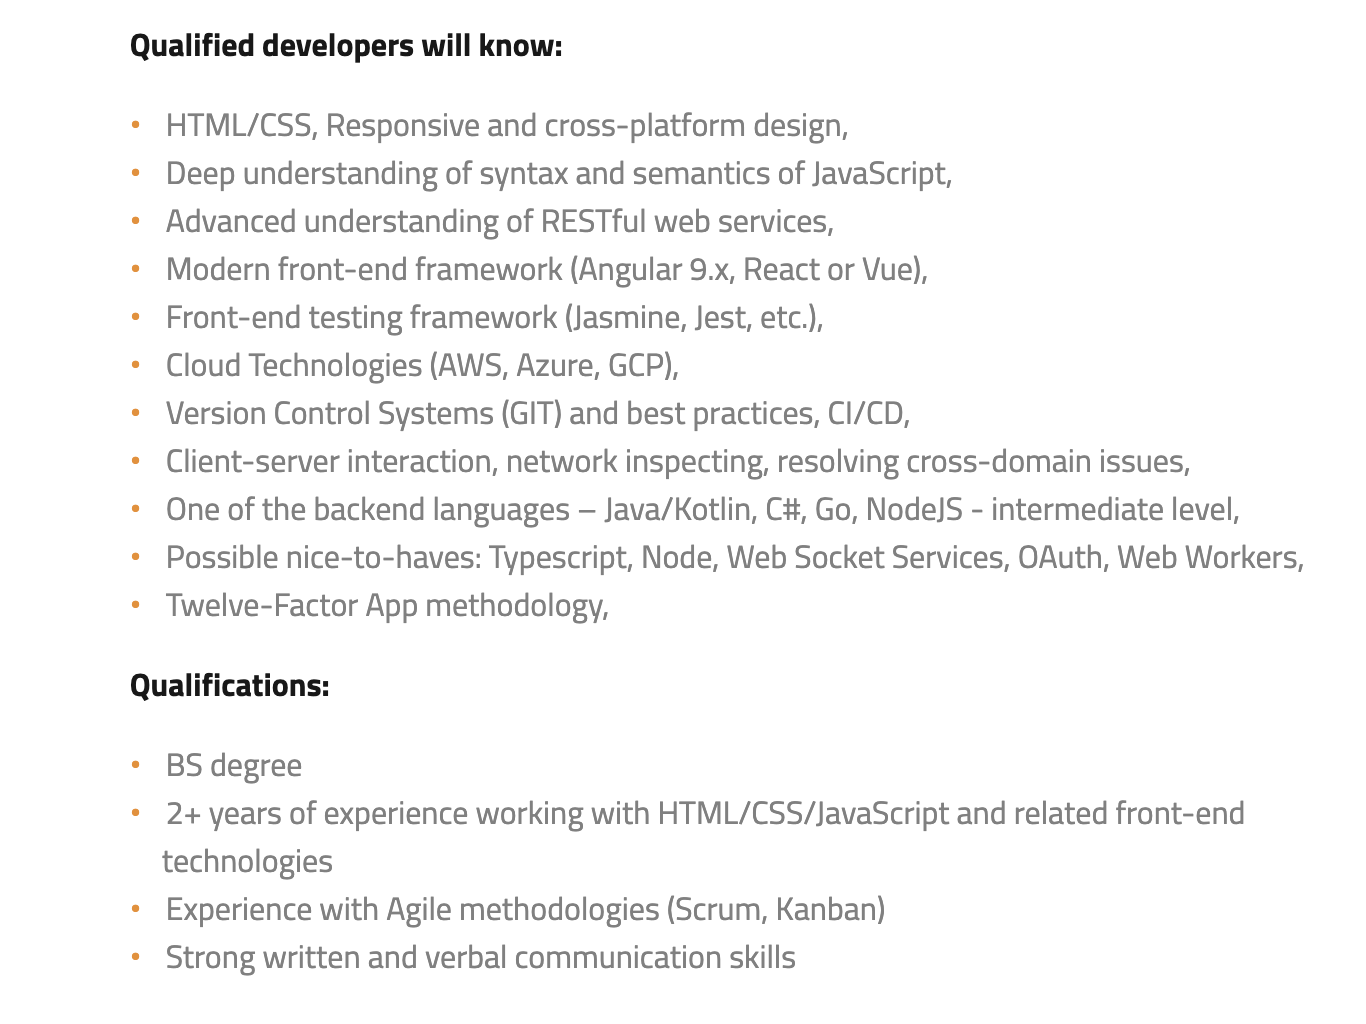 Qualified developers will know:
• HTML/CSS, Responsive and cross-platform design,
• Deep understanding of syntax and semantics of JavaScript,
• Advanced understanding of RESTful web services,
• Modern front-end framework (Angular 9.x, React or Vue),
• Front-end testing framework (Jasmine, Jest, etc.),
• Cloud Technologies (AWS, Azure, GCP),
• Version Control Systems (GIT) and best practices, CI/CD,
• Client-server interaction, network inspecting, resolving cross-domain issues,
• One of the backend languages – Java/Kotlin, C#, Go, NodeJS - intermediate level,
• Possible nice-to-haves: Typescript, Node, Web Socket Services, OAuth, Web Workers,
• Twelve-Factor App methodology,
Qualifications:
• BS degree
• 2+ years of experience working with HTML/CSS/JavaScript and related front-end
technologies
• Experience with Agile methodologies (Scrum, Kanban)
• Strong written and verbal communication skills